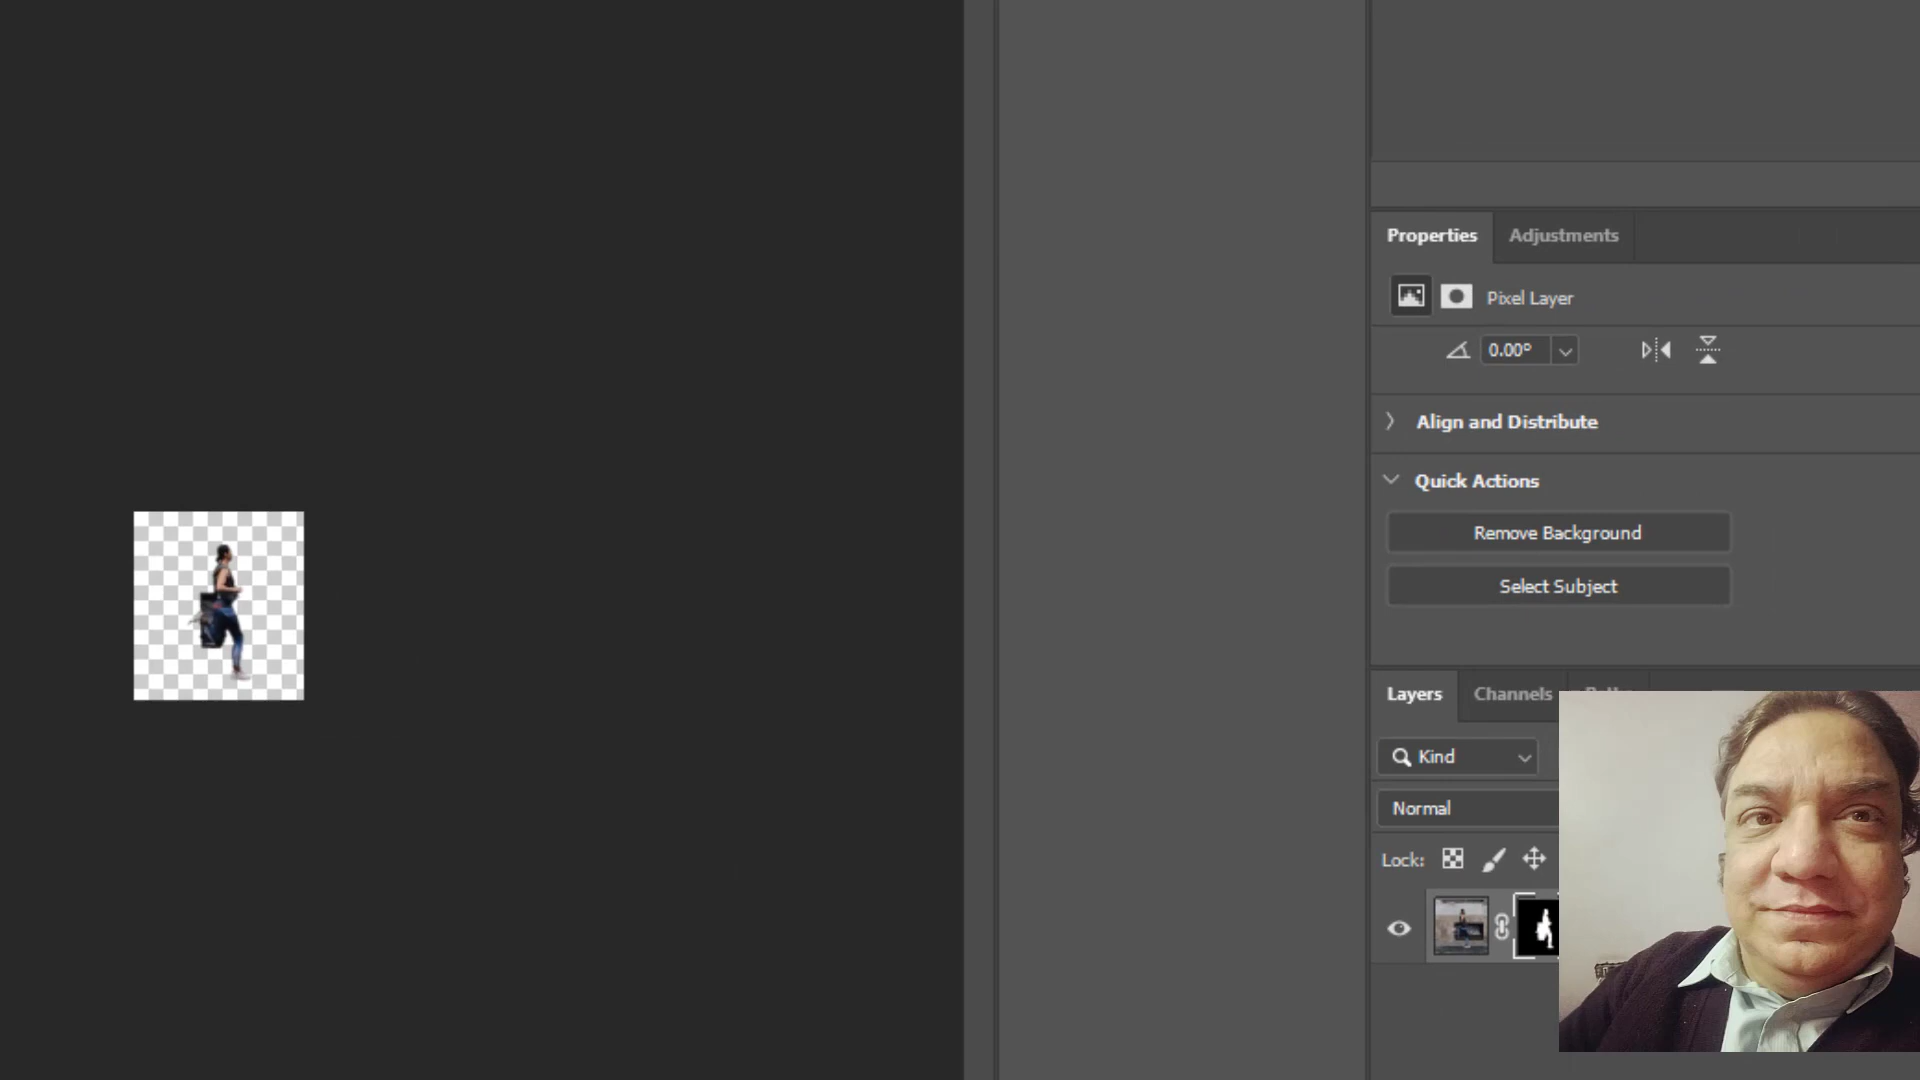 Properties
Adjustments
Pixel Layer
0.00°
Align and Distribute
Quick Actions
Remove Background
Select Subject
Layers
Channels
Kind
Normal
Lock: